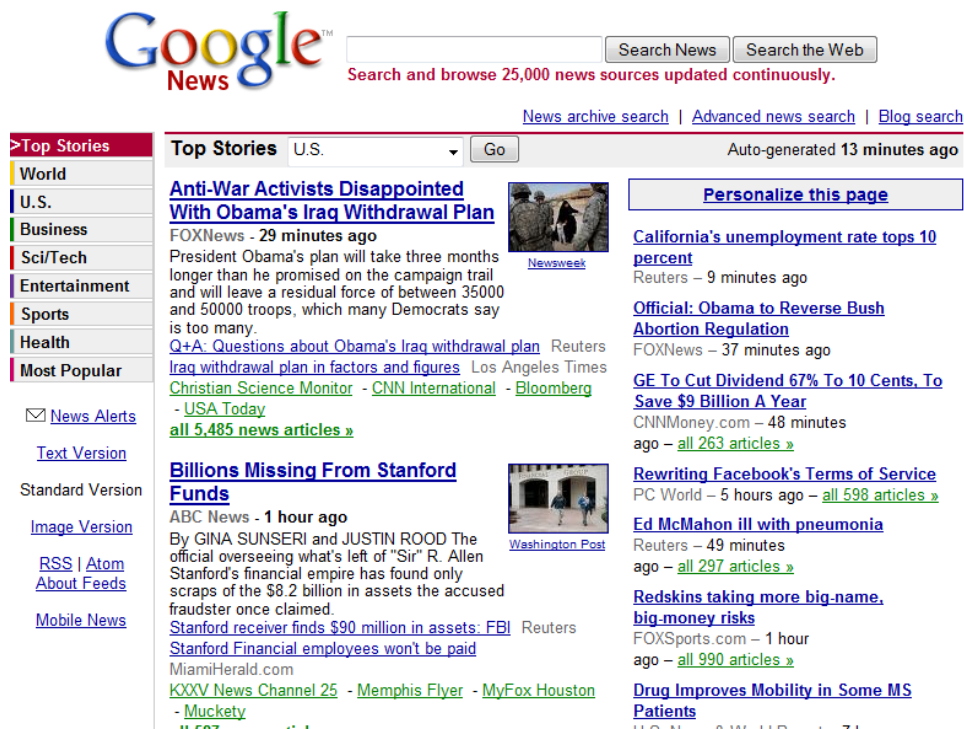 Google™
News
Search News
Search the Web
Search and browse 25,000 news sources updated continuously.
News archive search | Advanced news search | Blog search
>Top Stories
World
U.S.
Business
Sci/Tech
Entertainment
Sports
Health
Most Popular
News Alerts
Text Version
Standard Version
Image Version
RSS | Atom
About Feeds
Mobile News
Top Stories U.S. Go
Auto-generated 13 minutes ago
Anti-War Activists Disappointed
With Obama's Iraq Withdrawal Plan
FOXNews - 29 minutes ago
President Obama's plan will take three months
longer than he promised on the campaign trail
and will leave a residual force of between 35000
and 50000 troops, which many Democrats say
is too many.
Newsweek
Q+A: Questions about Obama's Iraq withdrawal plan Reuters
Iraq withdrawal plan in factors and figures Los Angeles Times
Christian Science Monitor - CNN International - Bloomberg
- USA Today
all 5,485 news articles »
Billions Missing From Stanford
Funds
ABC News - 1 hour ago
By GINA SUNSERI and JUSTIN ROOD The
official overseeing what's left of "Sir" R. Allen
Stanford's financial empire has found only
scraps of the $8.2 billion in assets the accused
fraudster once claimed.
Washington Post
Stanford receiver finds $90 million in assets: FBI Reuters
Stanford Financial employees won't be paid
MiamiHerald.com
KXXV News Channel 25 - Memphis Flyer - MyFox Houston
- Muckety
Personalize this page
California's unemployment rate tops 10
percent
Reuters – 9 minutes ago
Official: Obama to Reverse Bush
Abortion Regulation
FOXNews – 37 minutes ago
GE To Cut Dividend 67% To 10 Cents, To
Save $9 Billion A Year
CNNMoney.com – 48 minutes
ago – all 263 articles »
Rewriting Facebook's Terms of Service
PC World – 5 hours ago – all 598 articles »
Ed McMahon ill with pneumonia
Reuters – 49 minutes
ago – all 297 articles »
Redskins taking more big-name,
big-money risks
FOXSports.com – 1 hour
ago – all 990 articles »
Drug Improves Mobility in Some MS
Patients